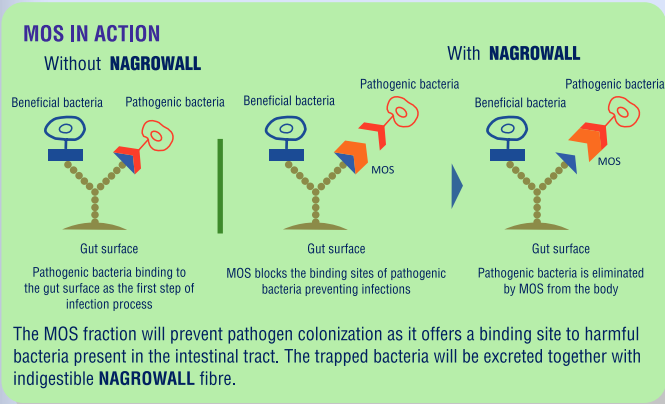 MOS IN ACTION
Without NAGROWALL
With NAGROWALL
Beneficial bacteria
Pathogenic bacteria
Gut surface
Pathogenic bacteria binding to
the gut surface as the first step of
infection process
Beneficial bacteria
Pathogenic bacteria
MOS
Gut surface
MOS blocks the binding sites of pathogenic
bacteria preventing infections
Beneficial bacteria
Pathogenic bacteria
MOS
Gut surface
Pathogenic bacteria is eliminated
by MOS from the body
The MOS fraction will prevent pathogen colonization as it offers a binding site to harmful
bacteria present in the intestinal tract. The trapped bacteria will be excreted together with
indigestible NAGROWALL fibre.